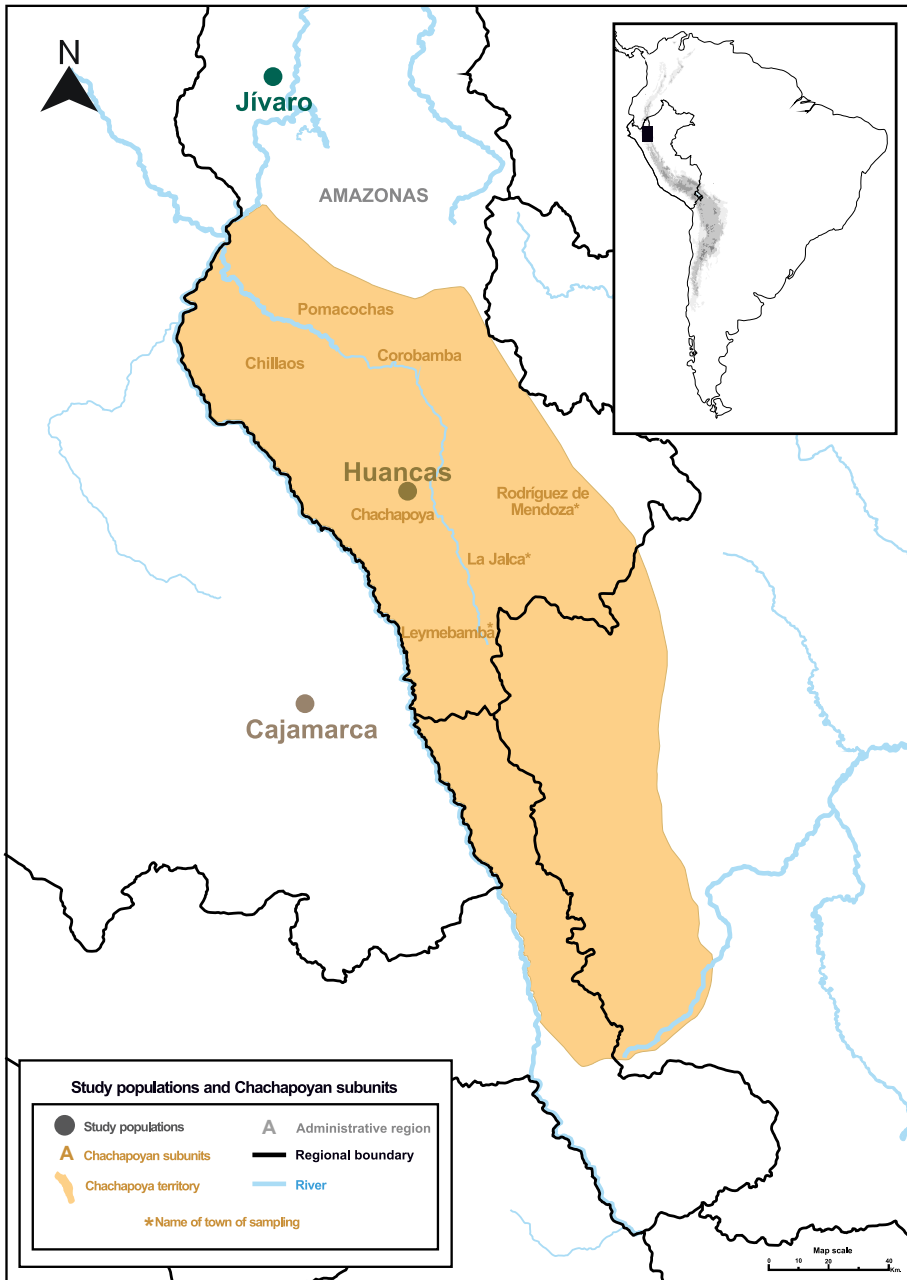 N
Jívaro
AMAZONAS
Pomacochas
Corobamba
Chillaos
Huancas
Chachapoya
Rodríguez de
Mendoza*
La Jalca*
Leymebamba*
Cajamarca
Study populations and Chachapoyan subunits
Study populations
A Administrative region
A Chachapoyan subunits
Regional boundary
Chachapoya territory
River
*Name of town of sampling
Map scale
0 10 20 40
Km.